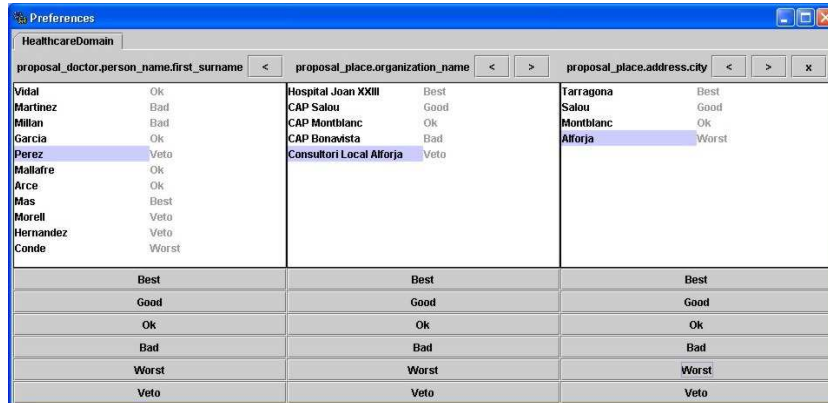 Preferences
HealthcareDomain
proposal_doctor.person_name.first_surname < proposal_place.organization_name < > proposal_place.address.city < > x
Vidal Ok Hospital Joan XXIII Best Tarragona Best
Martinez Bad CAP Salou Good Salou Good
Millan Bad CAP Montblanc Ok Montblanc Ok
Garcia Ok CAP Bonavista Bad Alforja Worst
Perez Veto Consultori Local Alforja Veto
Mallafre Ok
Arce Ok
Mas Best
Morell Veto
Hernandez Veto
Conde Worst
Best Best Best
Good Good Good
Ok Ok Ok
Bad Bad Bad
Worst Worst Worst
Veto Veto Veto